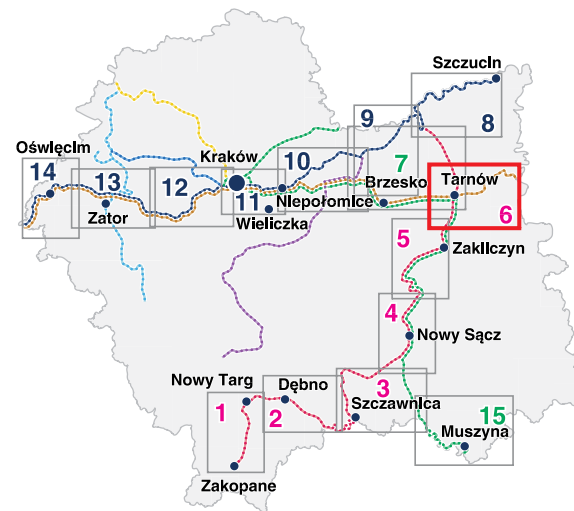 Szczucin
9
8
Oświęcim
Kraków
10
7
14
13
12
Tarnów
11
Niepołomice
Brzesko
6
Zator
Wieliczka
5
Zakliczyn
4
Nowy Sącz
Nowy Targ
Dębno
3
1
2
Szczawnica
15
Muszyna
Zakopane